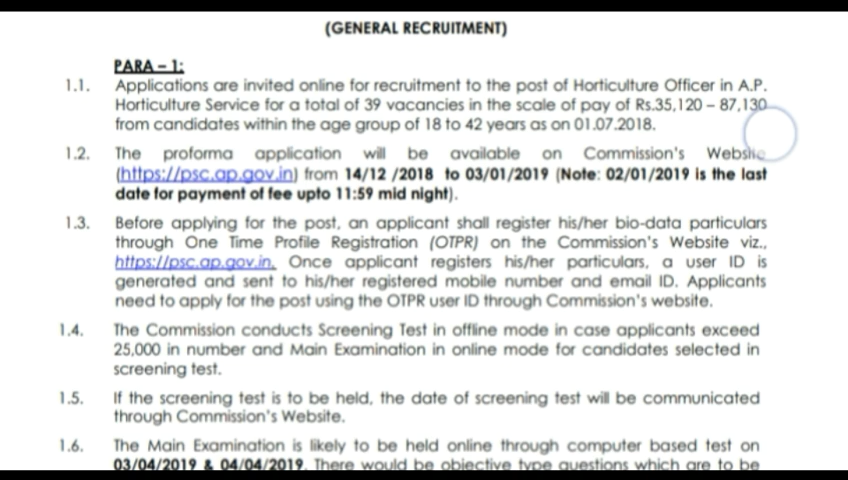 (GENERAL RECRUITMENT)
PARA – 1:
1.1. Applications are invited online for recruitment to the post of Horticulture Officer in A.P.
Horticulture Service for a total of 39 vacancies in the scale of pay of Rs.35,120 – 87,130
from candidates within the age group of 18 to 42 years as on 01.07.2018.
1.2. The proforma application will be available on Commission's Website
(https://psc.ap.gov.in) from 14/12 /2018 to 03/01/2019 (Note: 02/01/2019 is the last
date for payment of fee upto 11:59 mid night).
1.3. Before applying for the post, an applicant shall register his/her bio-data particulars
through One Time Profile Registration (OTPR) on the Commission's Website viz.,
https://psc.ap.gov.in. Once applicant registers his/her particulars, a user ID is
generated and sent to his/her registered mobile number and email ID. Applicants
need to apply for the post using the OTPR user ID through Commission's website.
1.4. The Commission conducts Screening Test in offline mode in case applicants exceed
25,000 in number and Main Examination in online mode for candidates selected in
screening test.
1.5. If the screening test is to be held, the date of screening test will be communicated
through Commission's Website.
1.6. The Main Examination is likely to be held online through computer based test on
03/04/2019 & 04/04/2019. There would be objective type questions which are to be